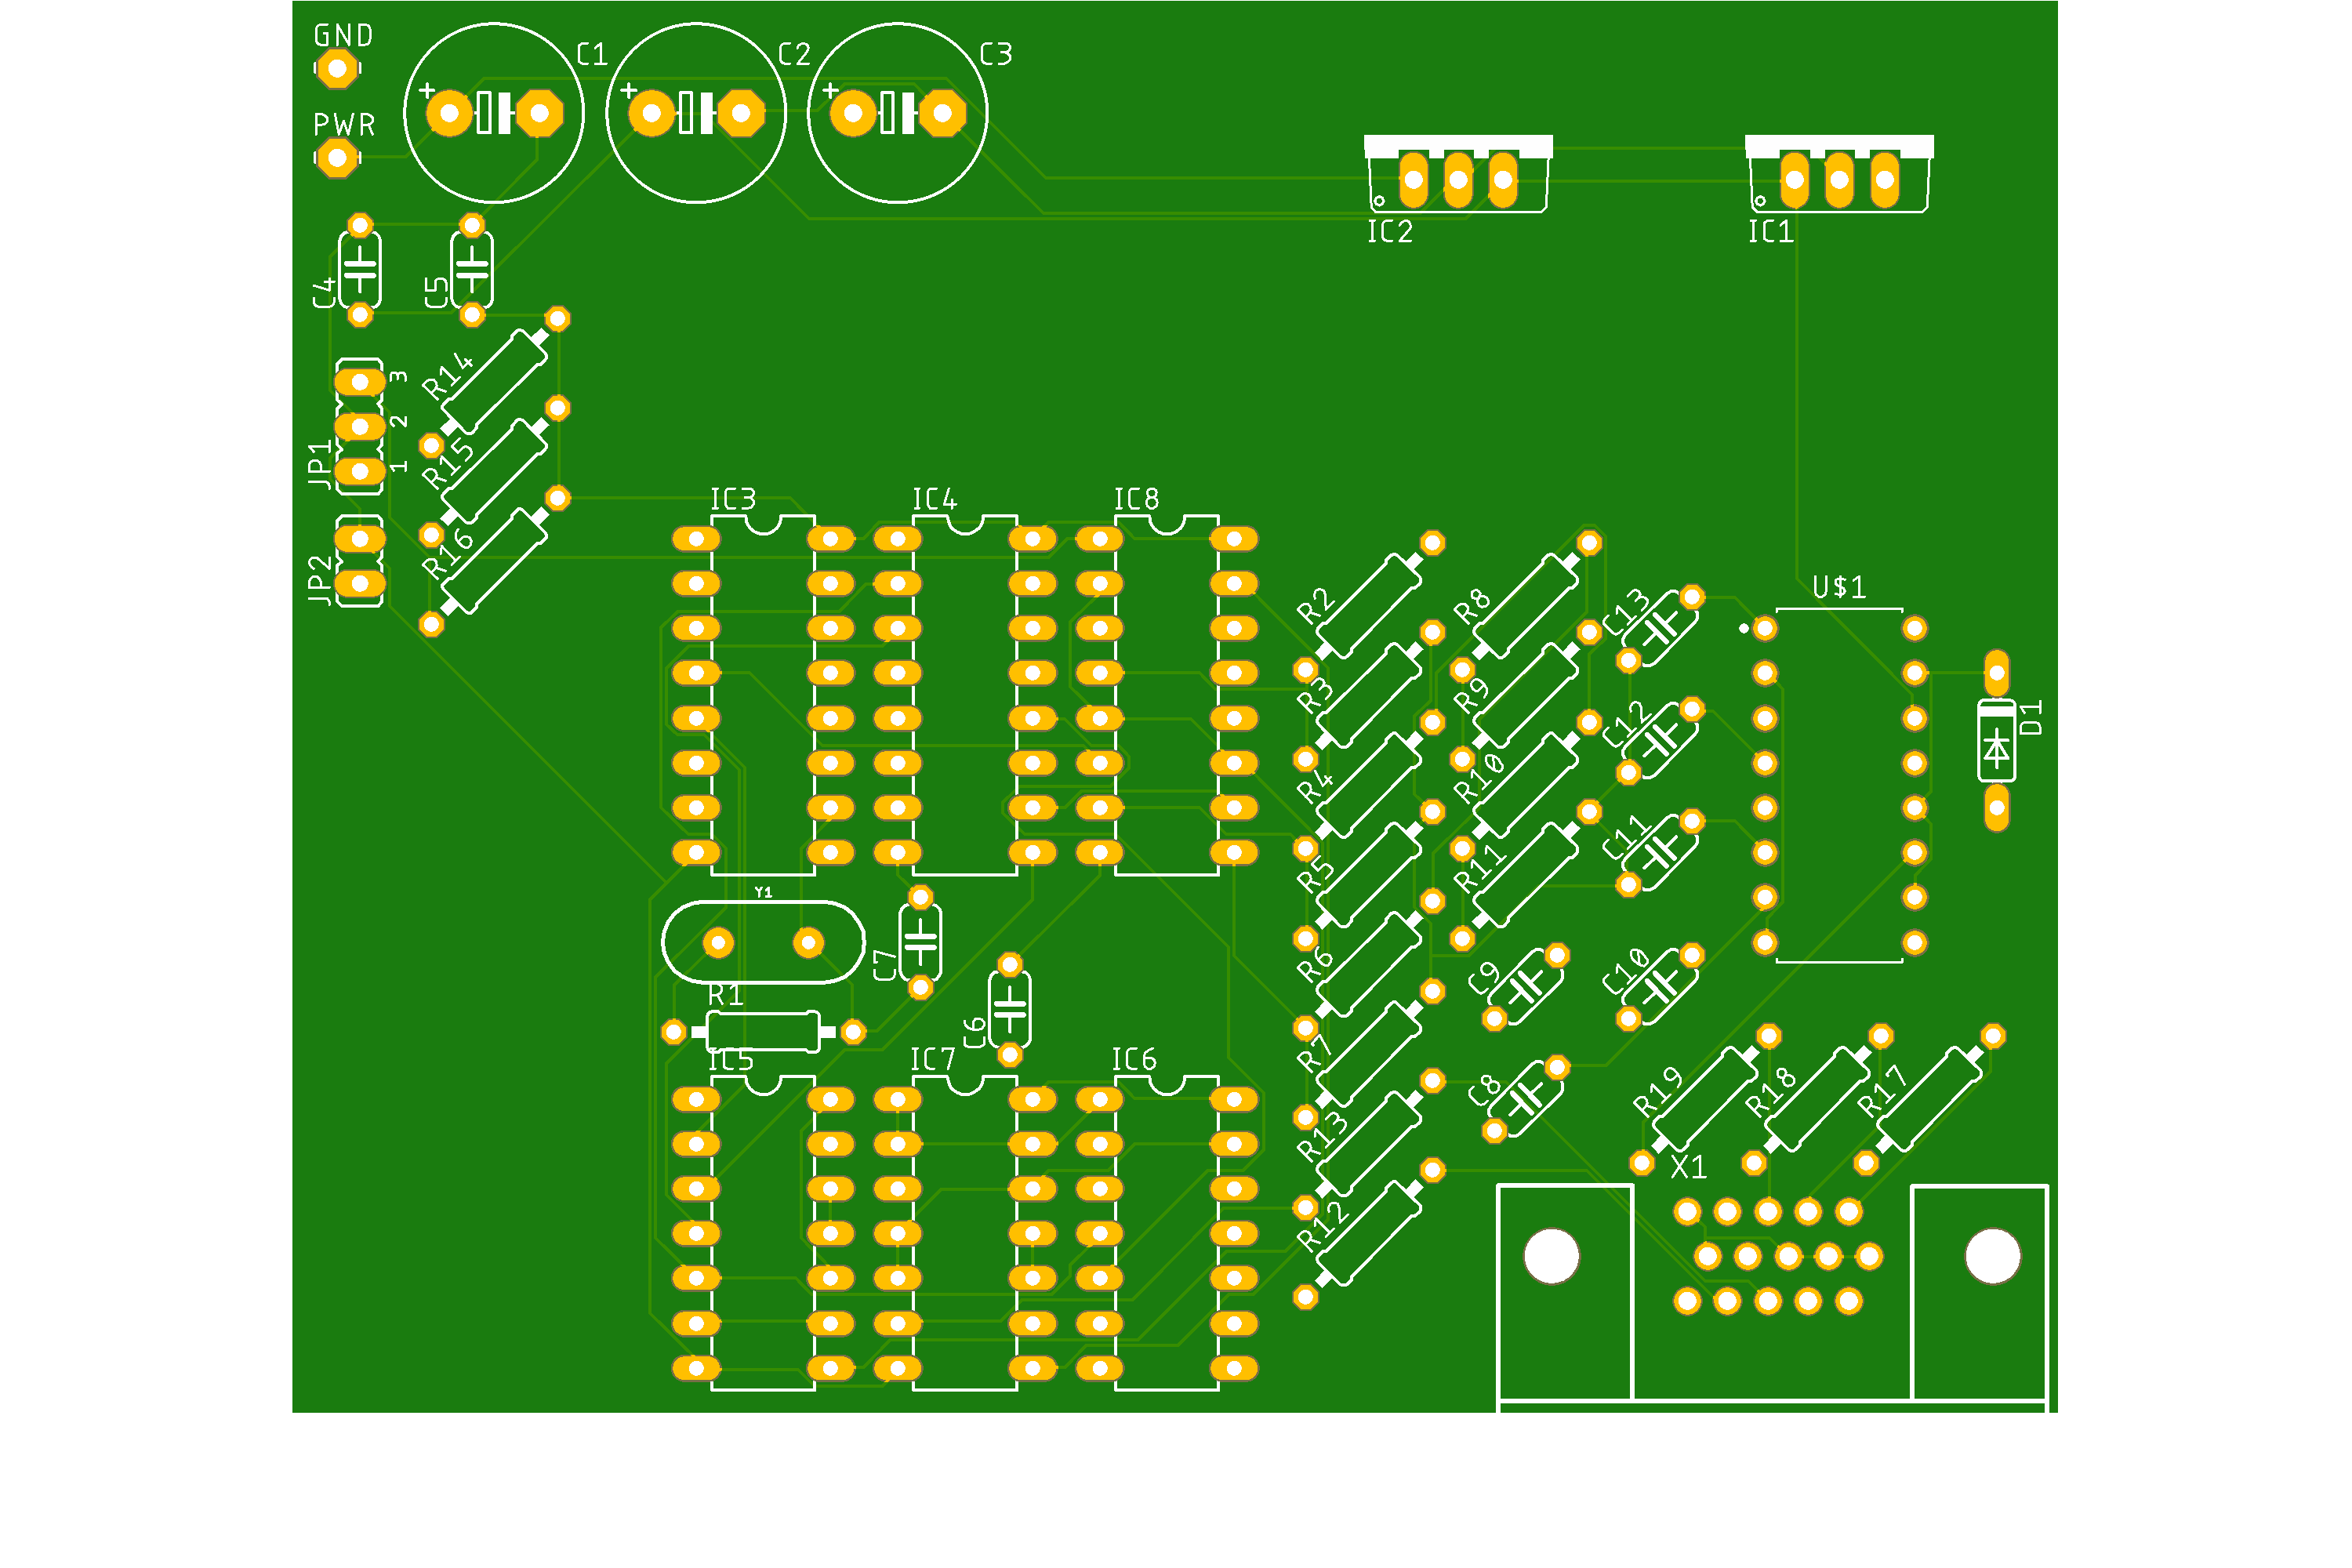 GND
C1
C2
C3
PWR
IC2
IC1
C4
C5
R14
3
2
JP1
1
R15
IC3
IC4
IC8
R16
JP2
R2
R8
C13
U$1
R3
R9
C12
D1
R4
R10
C11
Y1
R5
R11
C7
R6
C9
C10
R1
C6
IC5
IC7
IC6
R7
C8
R19
R18
R17
R13
X1
R12